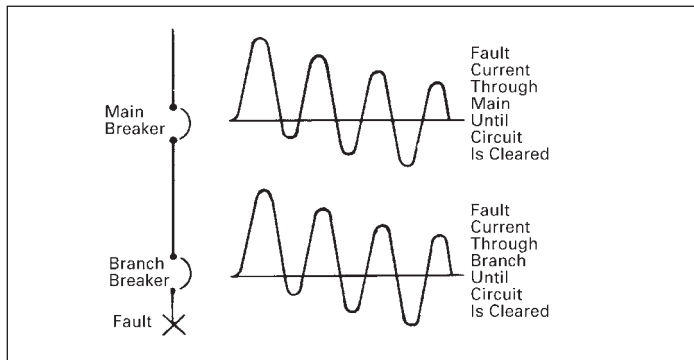 Main
Breaker
Fault
Current
Through
Main
Until
Circuit
Is Cleared
Branch
Breaker
Fault
Fault
Current
Through
Branch
Until
Circuit
Is Cleared